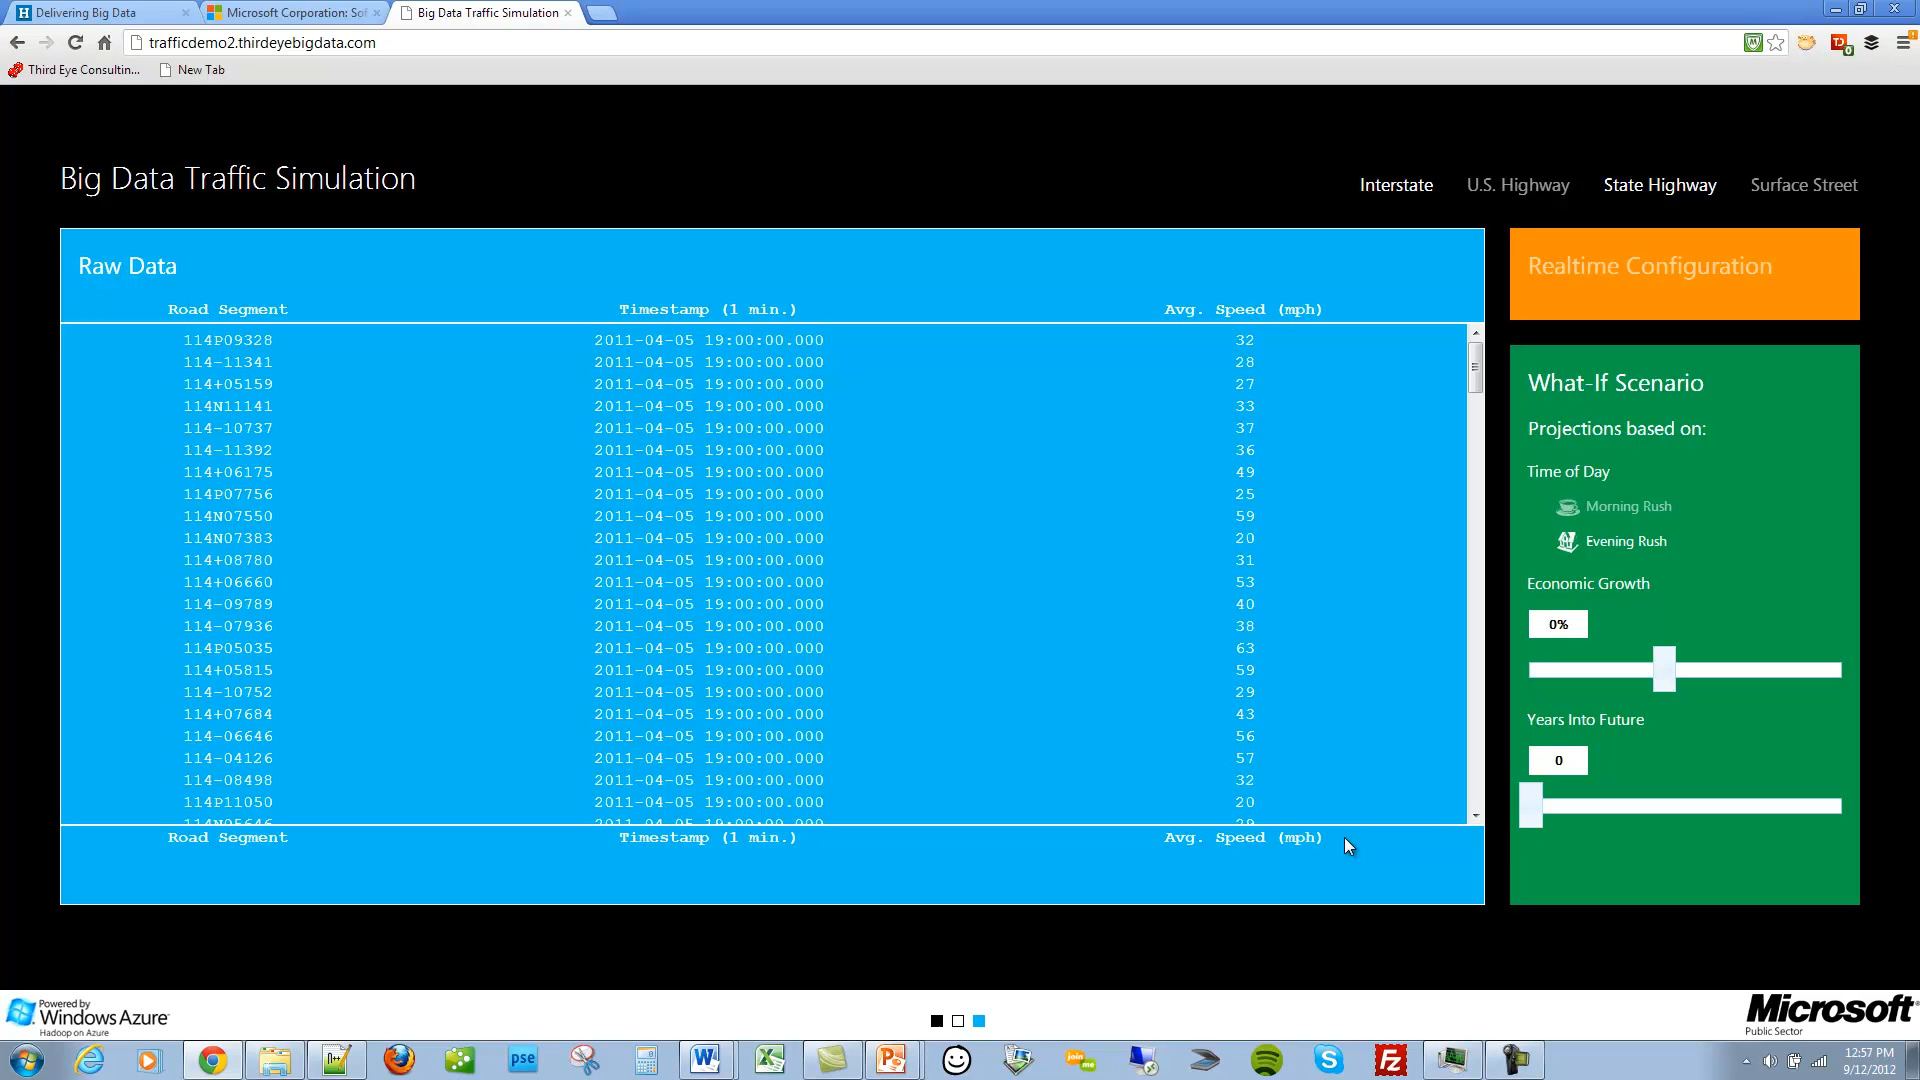 Delivering Big Data
Microsoft Corporation: Sof
Big Data Traffic Simulation
trafficdemo2.thirdeyebigdata.com
Third Eye Consultin...
New Tab
Big Data Traffic Simulation
Interstate U.S. Highway State Highway Surface Street
Raw Data
Road Segment Timestamp (1 min.) Avg. Speed (mph)
114P09328 2011-04-05 19:00:00.000 32
114-11341 2011-04-05 19:00:00.000 28
114+05159 2011-04-05 19:00:00.000 27
114N11141 2011-04-05 19:00:00.000 33
114-10737 2011-04-05 19:00:00.000 37
114-11392 2011-04-05 19:00:00.000 36
114+06175 2011-04-05 19:00:00.000 49
114P07756 2011-04-05 19:00:00.000 25
114N07550 2011-04-05 19:00:00.000 59
114N07383 2011-04-05 19:00:00.000 20
114+08780 2011-04-05 19:00:00.000 31
114+06660 2011-04-05 19:00:00.000 53
114-09789 2011-04-05 19:00:00.000 40
114-07936 2011-04-05 19:00:00.000 38
114P05035 2011-04-05 19:00:00.000 63
114+05815 2011-04-05 19:00:00.000 59
114-10752 2011-04-05 19:00:00.000 29
114+07684 2011-04-05 19:00:00.000 43
114-06646 2011-04-05 19:00:00.000 56
114-04126 2011-04-05 19:00:00.000 57
114-08498 2011-04-05 19:00:00.000 32
114P11050 2011-04-05 19:00:00.000 20
Road Segment Timestamp (1 min.) Avg. Speed (mph)
Realtime Configuration
What-If Scenario
Projections based on:
Time of Day
Morning Rush
Evening Rush
Economic Growth
0%
Years Into Future
0
Powered by
Windows Azure
Hadoop on Azure
Microsoft
Public Sector
pse
12:57 PM
9/12/2012